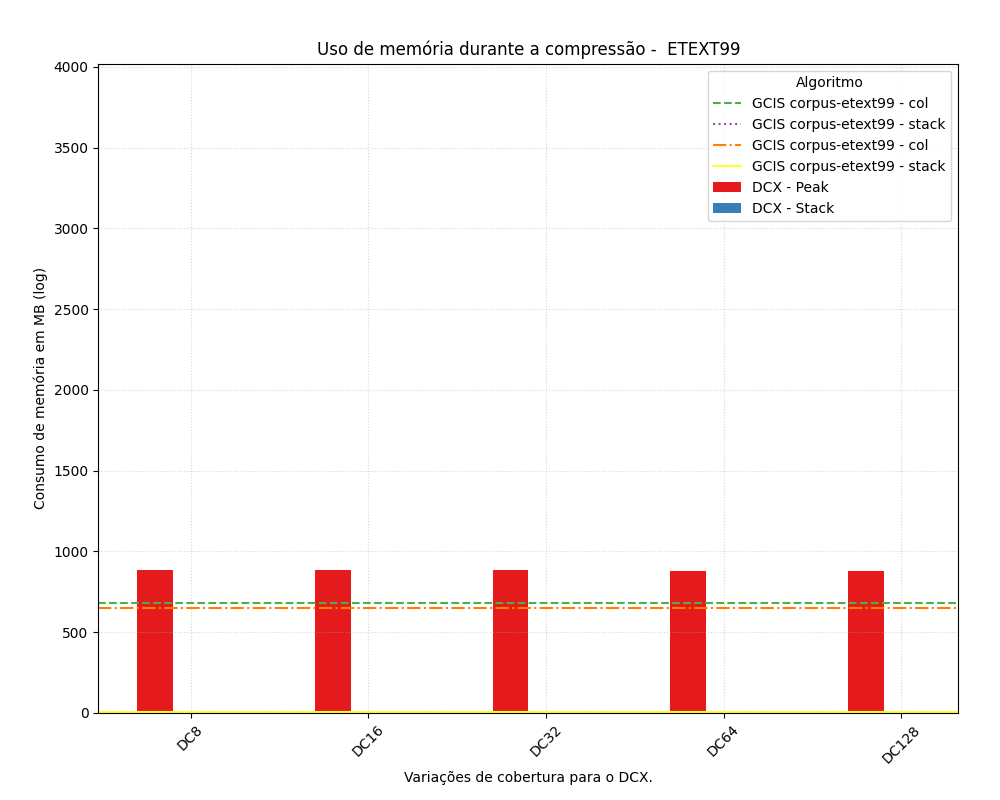 Uso de memória durante a compressão -  ETEXT99
Algoritmo
GCIS corpus-etext99 - col
GCIS corpus-etext99 - stack
GCIS corpus-etext99 - col
GCIS corpus-etext99 - stack
DCX - Peak
DCX - Stack
Consumo de memória em MB (log)
4000
3500
3000
2500
2000
1500
1000
500
0
DC8
DC16
DC32
DC64
DC128
Variações de cobertura para o DCX.